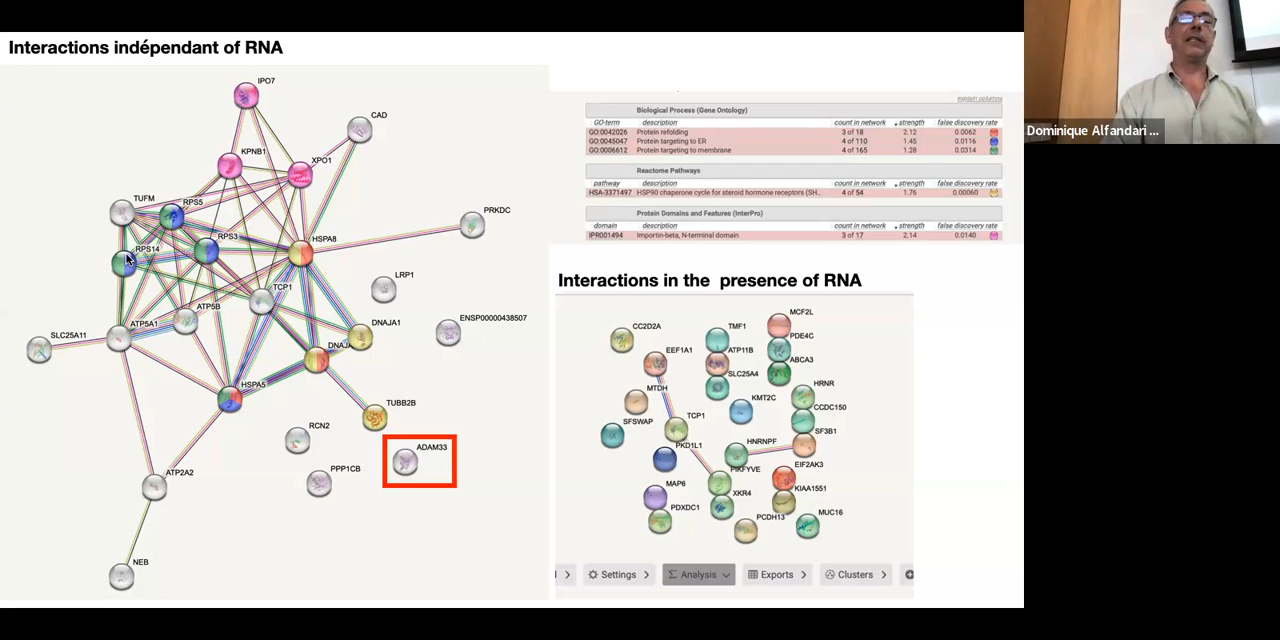 Interactions indépendant of RNA
IPO7
CAD
KPNB1
XPO1
TUFM
RPS5
PRKDC
RPS3
HSPA8
RPS14
LRP1
TCP1
ATP5B
ENSP00000438507
ATP5A1
DNAJA1
SLC25A11
DNAJA
HSPA5
TUBB2B
RCN2
ADAM33
PPP1CB
ATP2A2
NEB
explain columns
Biological Process (Gene Ontology)
GO-term description count in network strength false discovery rate
GO:0042026 Protein refolding 3 of 18 2.12 0.0062
GO:0045047 Protein targeting to ER 4 of 110 1.45 0.0116
GO:0006612 Protein targeting to membrane 4 of 165 1.28 0.0314
Reactome Pathways
pathway description count in network strength false discovery rate
HSA-3371497 HSP90 chaperone cycle for steroid hormone receptors (SH... 4 of 54 1.76 0.00060
Protein Domains and Features (InterPro)
domain description count in network strength false discovery rate
IPR001494 Importin-beta, N-terminal domain 3 of 17 2.14 0.0140
Interactions in the presence of RNA
MCF2L
CC2D2A
TMF1
PDE4C
EEF1A1
ATP11B
ABCA3
SLC25A4
HRNR
MTDH
KMT2C
CCDC150
TCP1
SFSWAP
SF3B1
PKD1L1
HNRNPF
PIKFYVE
EIF2AK3
MAP6
KIAA1551
XKR4
PDXDC1
PCDH13
MUC16
Settings
Analysis
Exports
Clusters
Dominique Alfandari ...